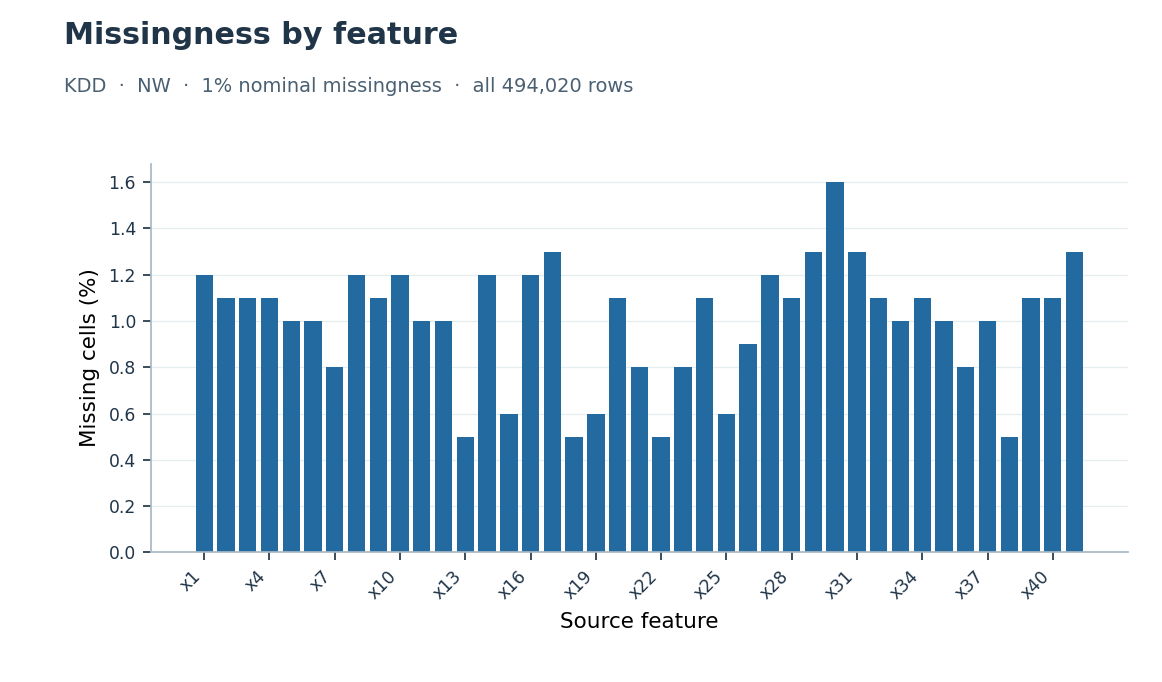 Missingness by feature
KDD · NW · 1% nominal missingness · all 494,020 rows
Missing cells (%)
1.6
1.4
1.2
1.0
0.8
0.6
0.4
0.2
0.0
x1 x4 x7 x10 x13 x16 x19 x22 x25 x28 x31 x34 x37 x40
Source feature